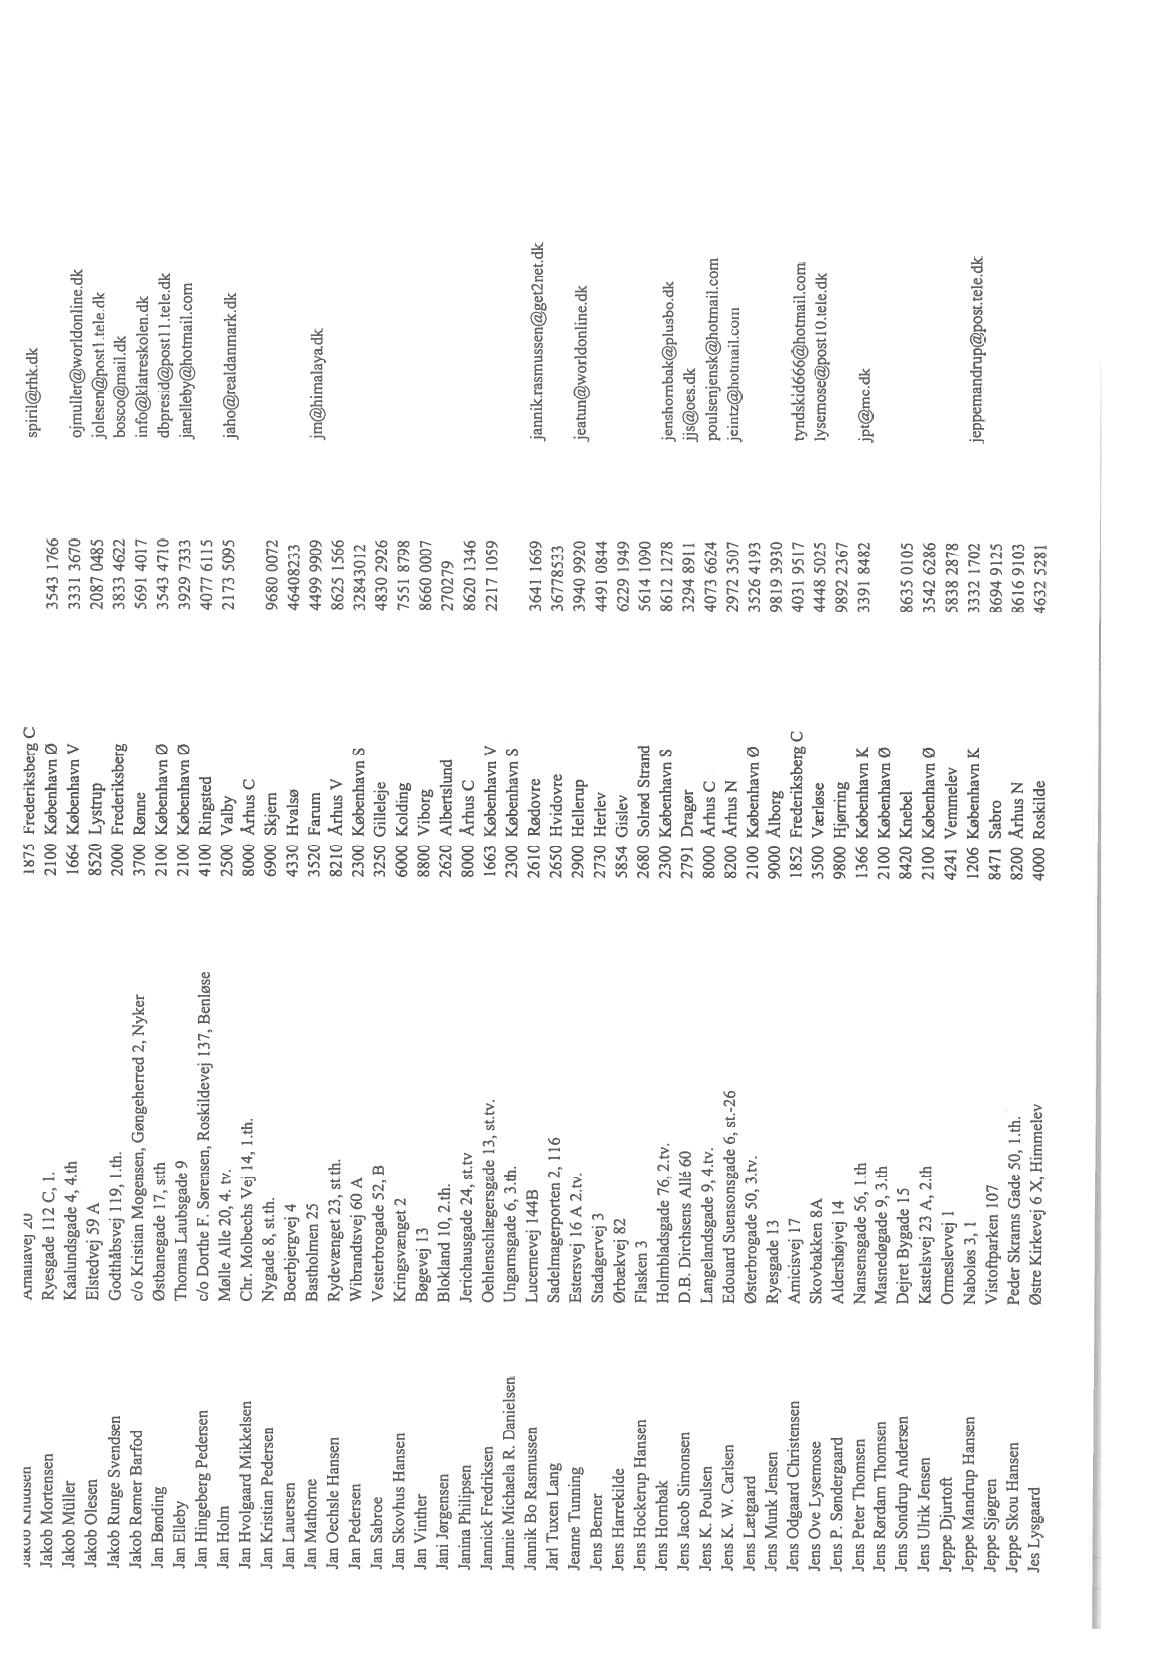 Knudsen Amalievej 20 1875 Frederiksberg C spiril@rhk.dk
Jakob Mortensen Ryesgade 112 C, 1. 2100 København Ø 3543 1766
Jakob Müller Kaalundsgade 4, 4.th 1664 København V 3331 3670 ojmuller@worldonline.dk
Jakob Olesen Elstedvej 59 A 8520 Lystrup 2087 0485 jolesen@post1.tele.dk
Jakob Runge Svendsen Godthåbsvej 119, 1.th. 2000 Frederiksberg 3833 4622 bosco@mail.dk
Jakob Rømer Barfod c/o Kristian Mogensen, Gøngeherred 2, Nyker 3700 Rønne 5691 4017 info@klatreskolen.dk
Jan Bønding Østbanegade 17, stth 2100 København Ø 3543 4710 dbpresid@post11.tele.dk
Jan Elleby Thomas Laubsgade 9 2100 København Ø 3929 7333 janelleby@hotmail.com
Jan Hingeberg Pedersen c/o Dorthe F. Sørensen, Roskildevej 137, Benløse 4100 Ringsted 4077 6115
Jan Holm Mølle Alle 20, 4. tv. 2500 Valby 2173 5095 jaho@realdanmark.dk
Jan Hvolgaard Mikkelsen Chr. Molbechs Vej 14, 1.th. 8000 Århus C
Jan Kristian Pedersen Nygade 8, st.th. 6900 Skjern 9680 0072
Jan Lauersen Boerbjergvej 4 4330 Hvalsø 46408233
Jan Mathorne Bastholmen 25 3520 Farum 4499 9909 jm@himalaya.dk
Jan Oechsle Hansen Rydevænget 23, st.th. 8210 Århus V 8625 1566
Jan Pedersen Wibrandtsvej 60 A 2300 København S 32843012
Jan Sabroe Vesterbrogade 52, B 3250 Gilleleje 4830 2926
Jan Skovhus Hansen Kringsvænget 2 6000 Kolding 7551 8798
Jan Vinther Bøgevej 13 8800 Viborg 8660 0007
Jani Jørgensen Blokland 10, 2.th. 2620 Albertslund 270279
Janina Philipsen Jerichausgade 24, st.tv 8000 Århus C 8620 1346
Jannick Fredriksen Oehlenschlægersgade 13, st.tv. 1663 København V 2217 1059
Jannie Michaela R. Danielsen Ungarnsgade 6, 3.th. 2300 København S
Jannik Bo Rasmussen Lucernevej 144B 2610 Rødovre 3641 1669 jannik.rasmussen@get2net.dk
Jarl Tuxen Lang Sadelmagerporten 2, 116 2650 Hvidovre 36778533
Jeanne Tunning Estersvej 16 A 2.tv. 2900 Hellerup 3940 9920 jeatun@worldonline.dk
Jens Berner Stadagervej 3 2730 Herlev 4491 0844
Jens Harrekilde Ørbækvej 82 5854 Gislev 6229 1949
Jens Hockerup Hansen Flasken 3 2680 Solrød Strand 5614 1090
Jens Hornbak Holmbladsgade 76, 2.tv. 2300 København S 8612 1278 jenshornbak@plusbo.dk
Jens Jacob Simonsen D.B. Dirchsens Allé 60 2791 Dragør 3294 8911 jjs@oes.dk
Jens K. Poulsen Langelandsgade 9, 4.tv. 8000 Århus C 4073 6624 poulsenjensk@hotmail.com
Jens K. W. Carlsen Edouard Suensonsgade 6, st.-26 8200 Århus N 2972 3507 jeintz@hotmail.com
Jens Lætgaard Østerbrogade 50, 3.tv. 2100 København Ø 3526 4193
Jens Munk Jensen Ryesgade 13 9000 Ålborg 9819 3930
Jens Odgaard Christensen Amicisvej 17 1852 Frederiksberg C 4031 9517 tyndskid666@hotmail.com
Jens Ove Lysemose Skovbakken 8A 3500 Værløse 4448 5025 lysemose@post10.tele.dk
Jens P. Søndergaard Aldershøjvej 14 9800 Hjørring 9892 2367
Jens Peter Thomsen Nansensgade 56, 1.th 1366 København K 3391 8482 jpt@mc.dk
Jens Rørdam Thomsen Masnedøgade 9, 3.th 2100 København Ø
Jens Sondrup Andersen Dejret Bygade 15 8420 Knebel 8635 0105
Jens Ulrik Jensen Kastelsvej 23 A, 2.th 2100 København Ø 3542 6286
Jeppe Djurtoft Ormeslevvej 1 4241 Vemmelev 5838 2878
Jeppe Mandrup Hansen Naboløs 3, 1 1206 København K 3332 1702 jeppemandrup@post.tele.dk
Jeppe Sjøgren Vistoftparken 107 8471 Sabro 8694 9125
Jeppe Skou Hansen Peder Skrams Gade 50, 1.th. 8200 Århus N 8616 9103
Jes Lysgaard Østre Kirkevej 6 X, Himmelev 4000 Roskilde 4632 5281